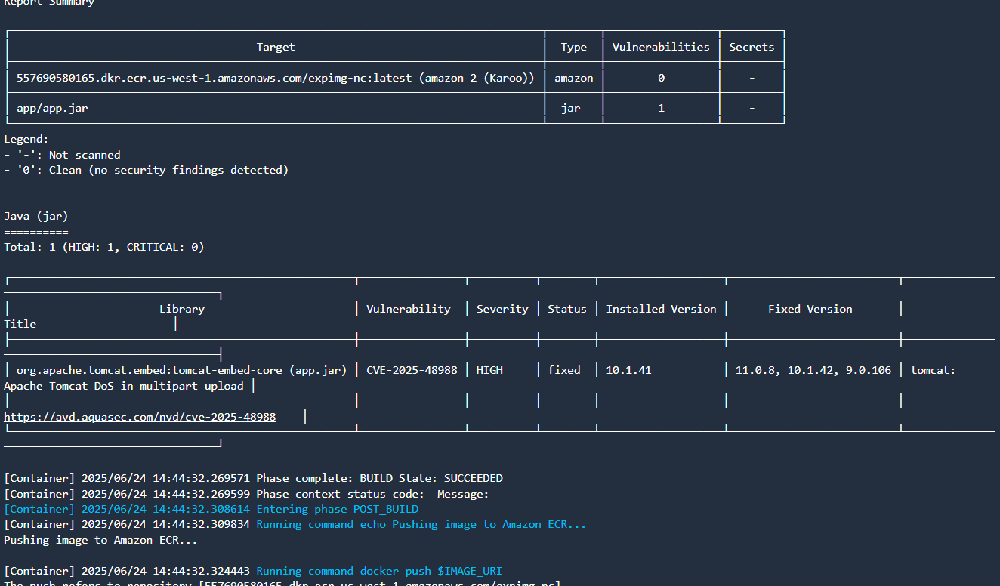 Report Summary
Target Type Vulnerabilities Secrets
557690580165.dkr.ecr.us-west-1.amazonaws.com/expimg-nc:latest (amazon 2 (Karoo)) amazon 0 -
app/app.jar jar 1 -
Legend:
- '-': Not scanned
- '0': Clean (no security findings detected)
Java (jar)
==========
Total: 1 (HIGH: 1, CRITICAL: 0)
Library Vulnerability Severity Status Installed Version Fixed Version
Title
org.apache.tomcat.embed:tomcat-embed-core (app.jar) CVE-2025-48988 HIGH fixed 10.1.41 11.0.8, 10.1.42, 9.0.106 tomcat:
Apache Tomcat DoS in multipart upload
https://avd.aquasec.com/nvd/cve-2025-48988
[Container] 2025/06/24 14:44:32.269571 Phase complete: BUILD State: SUCCEEDED
[Container] 2025/06/24 14:44:32.269599 Phase context status code:  Message:
[Container] 2025/06/24 14:44:32.308614 Entering phase POST_BUILD
[Container] 2025/06/24 14:44:32.309834 Running command echo Pushing image to Amazon ECR...
Pushing image to Amazon ECR...
[Container] 2025/06/24 14:44:32.324443 Running command docker push $IMAGE_URI
The push refers to repository [557690580165.dkr.ecr.us-west-1.amazonaws.com/expimg-nc]